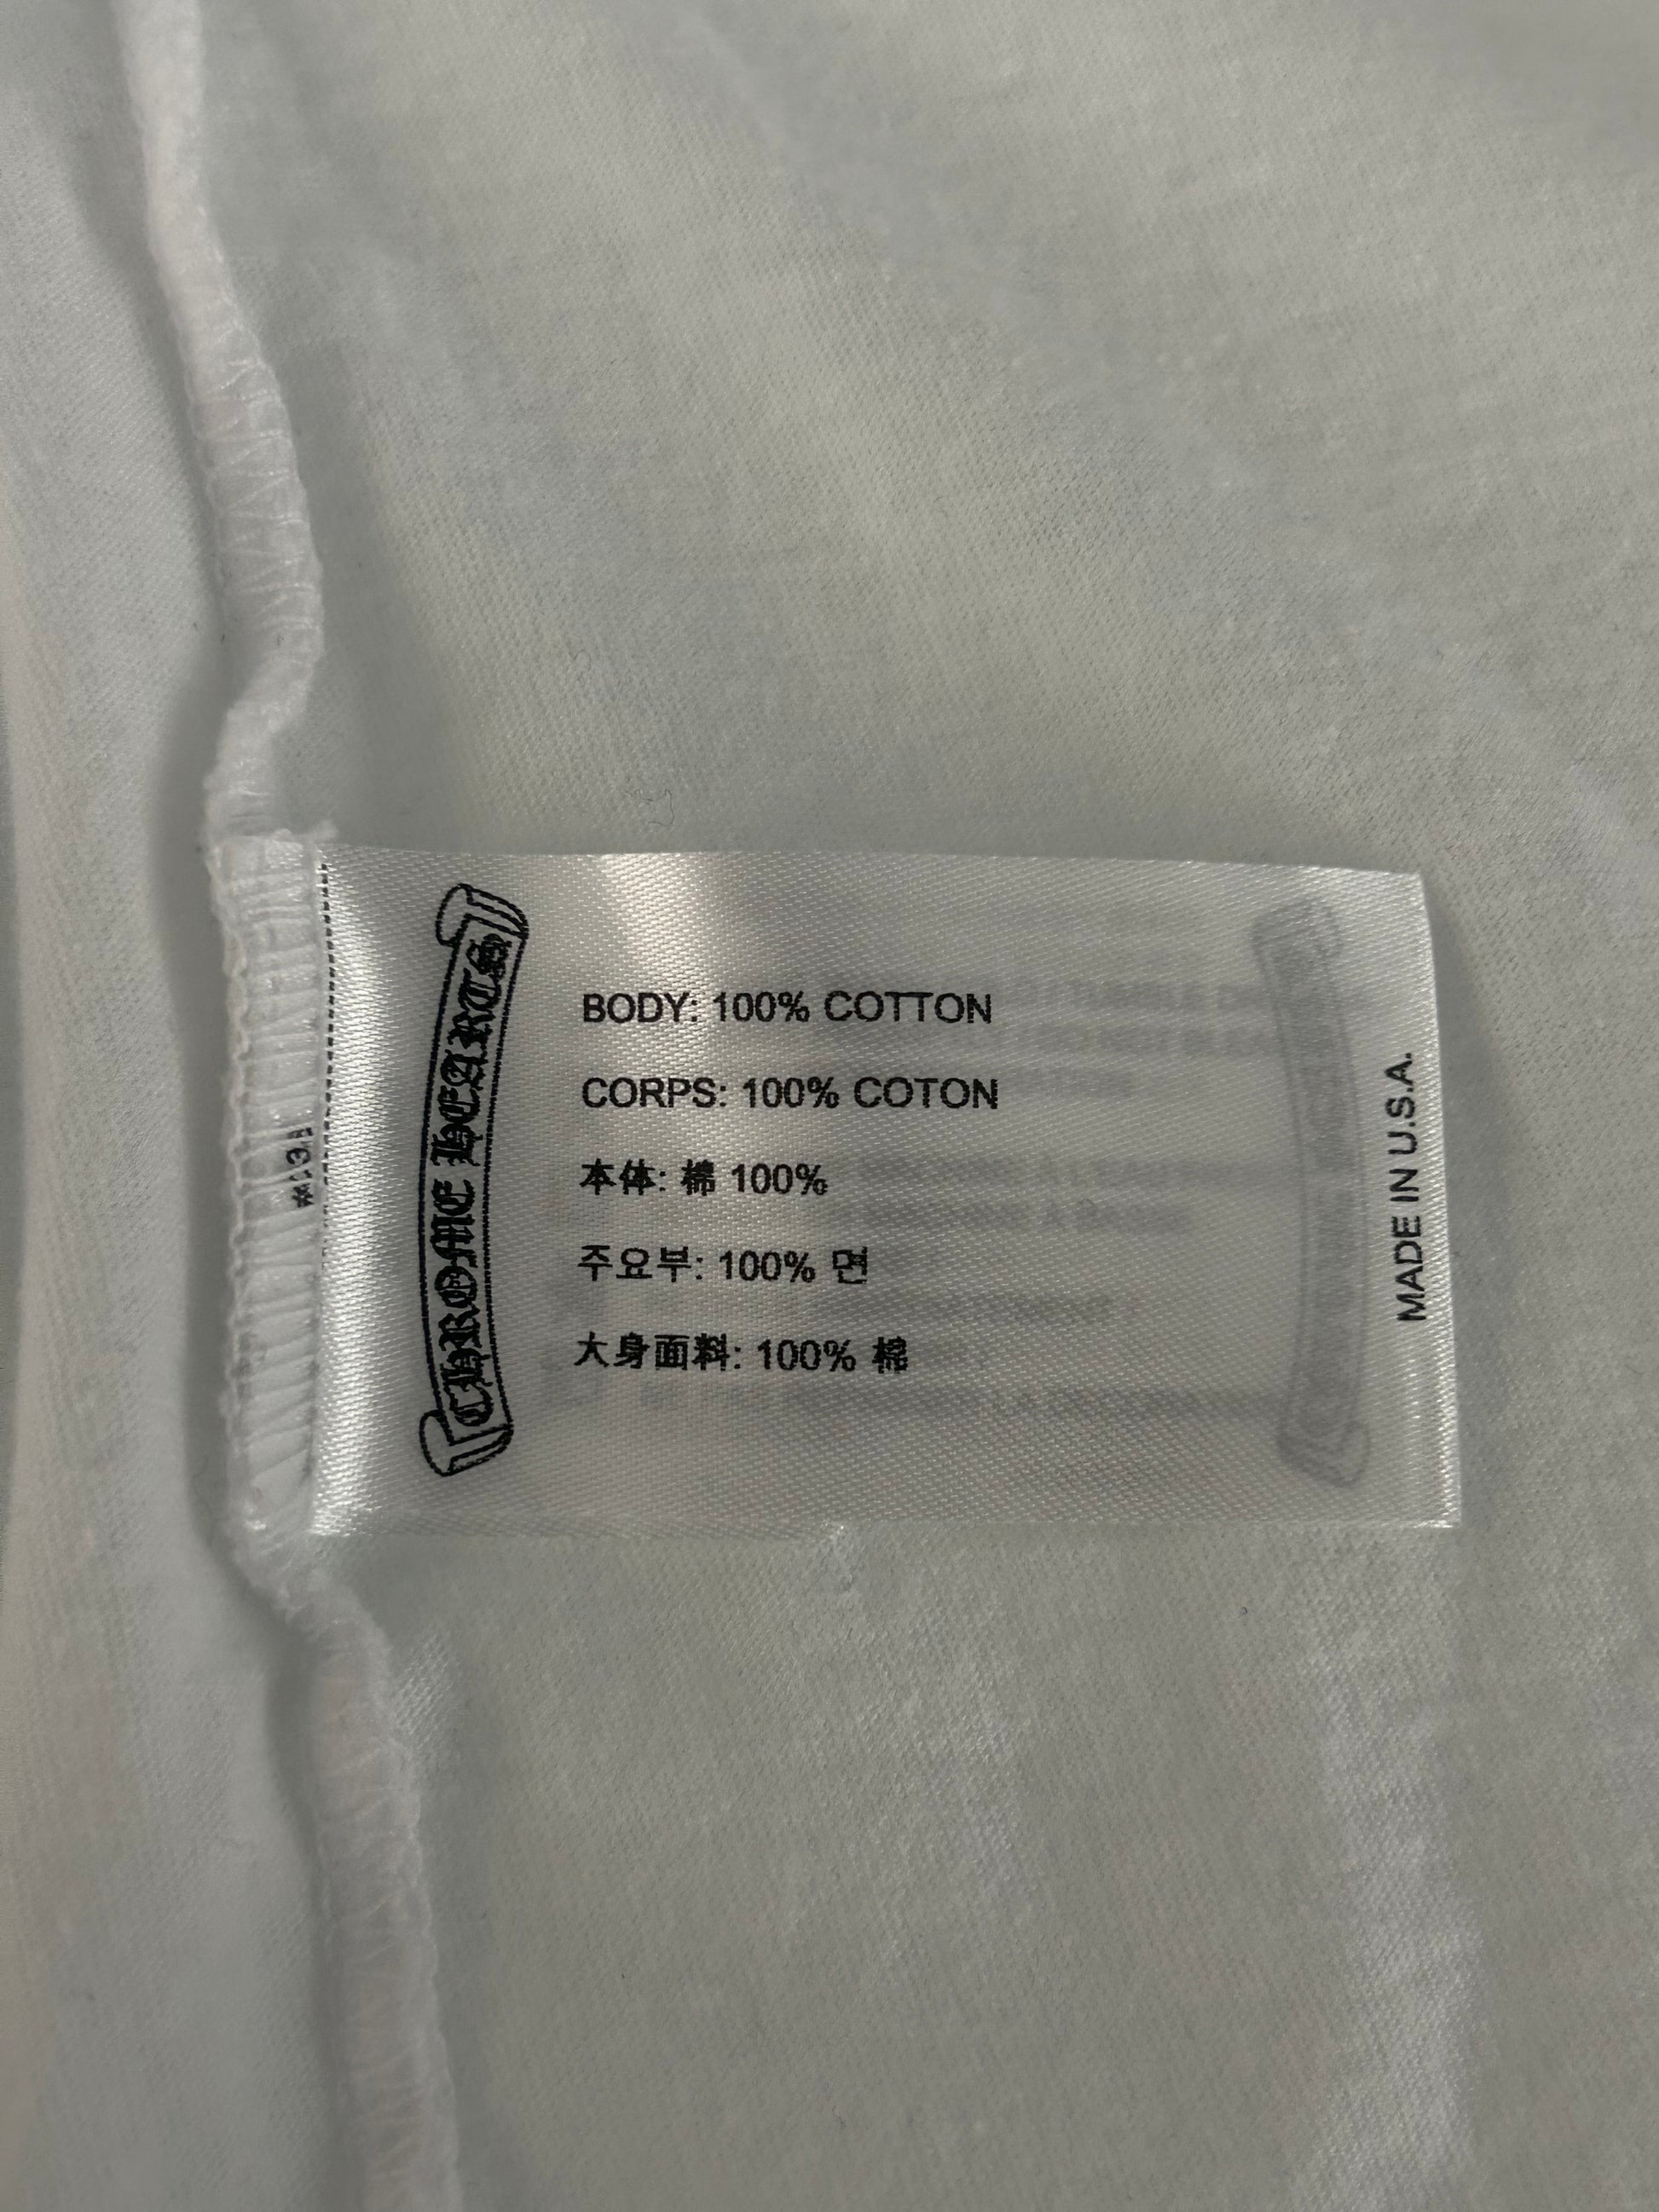 CHROME HEARTS
BODY: 100% COTTON
CORPS: 100% COTON
本体: 棉 100%
주요부: 100% 면
大身面料: 100% 棉
MADE IN U.S.A.